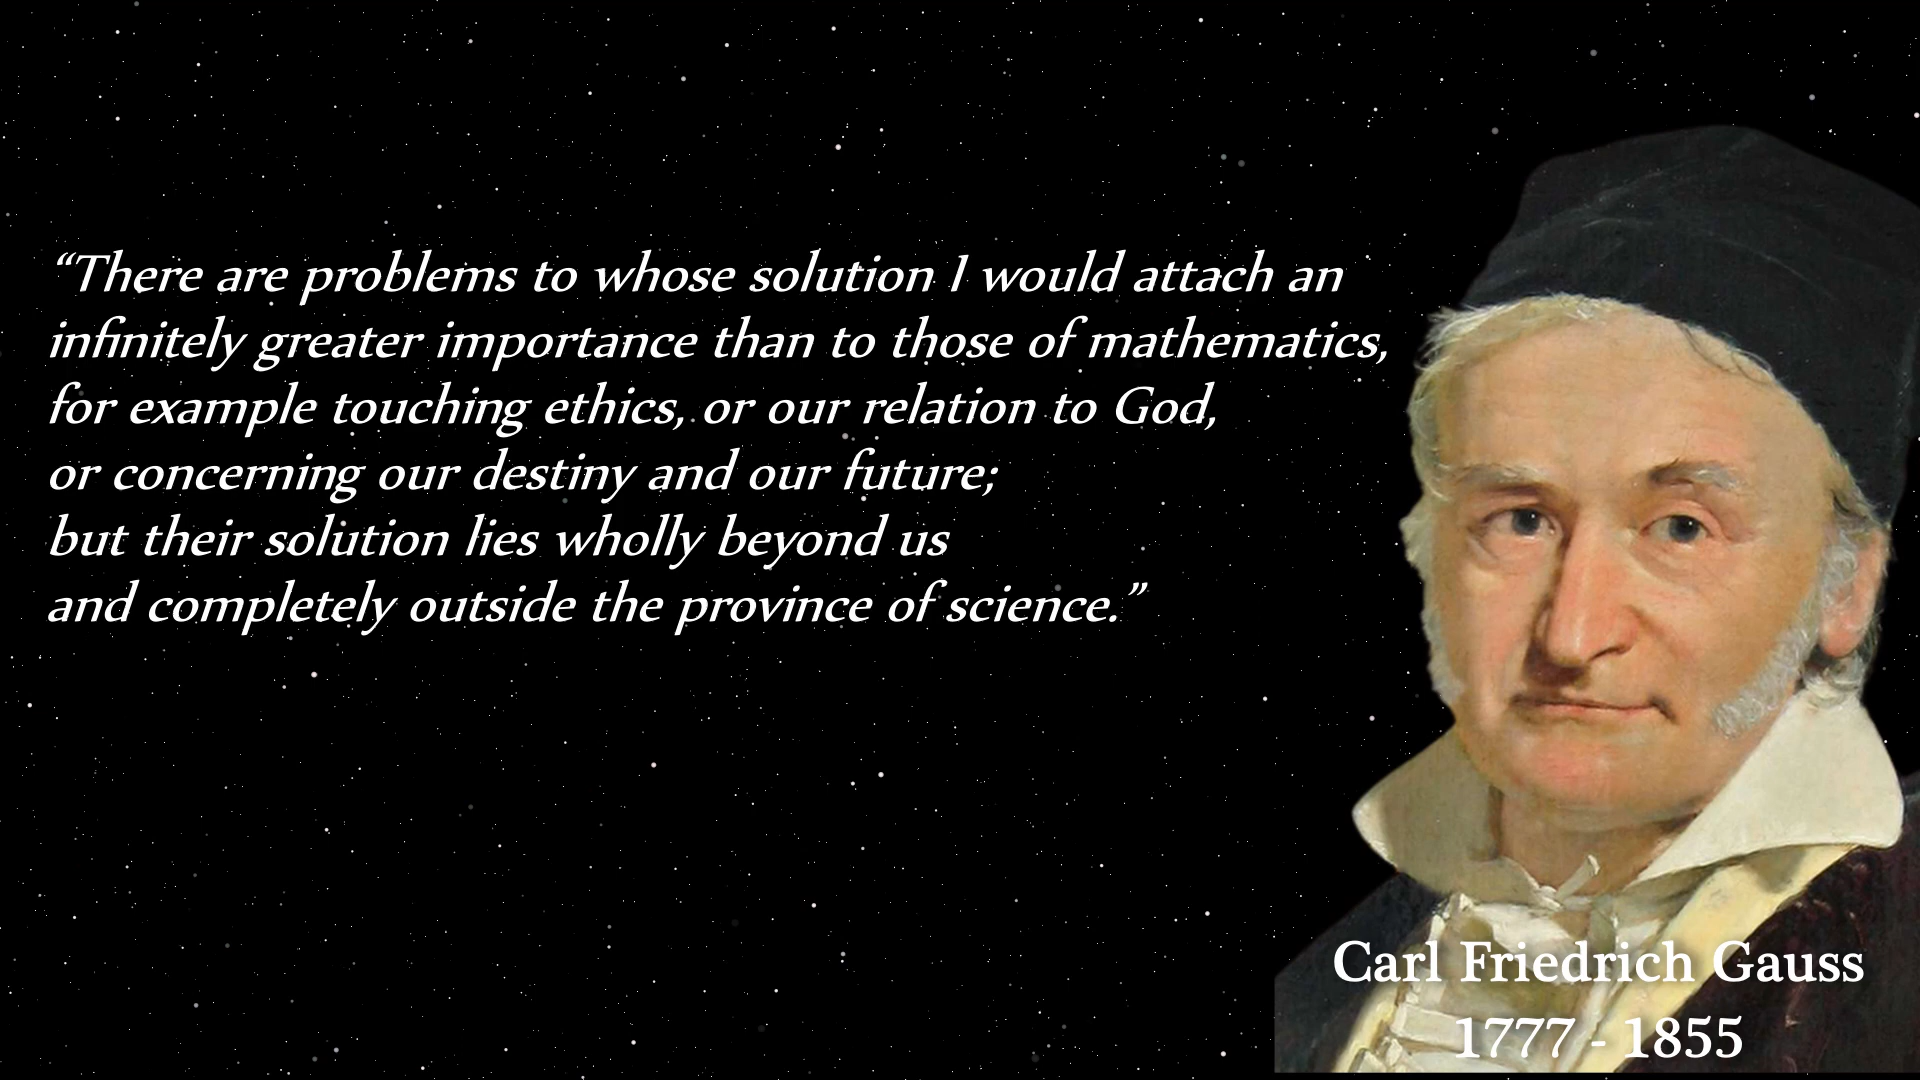 “There are problems to whose solution I would attach an
infinitely greater importance than to those of mathematics,
for example touching ethics, or our relation to God,
or concerning our destiny and our future;
but their solution lies wholly beyond us
and completely outside the province of science.”
Carl Friedrich Gauss
1777 - 1855